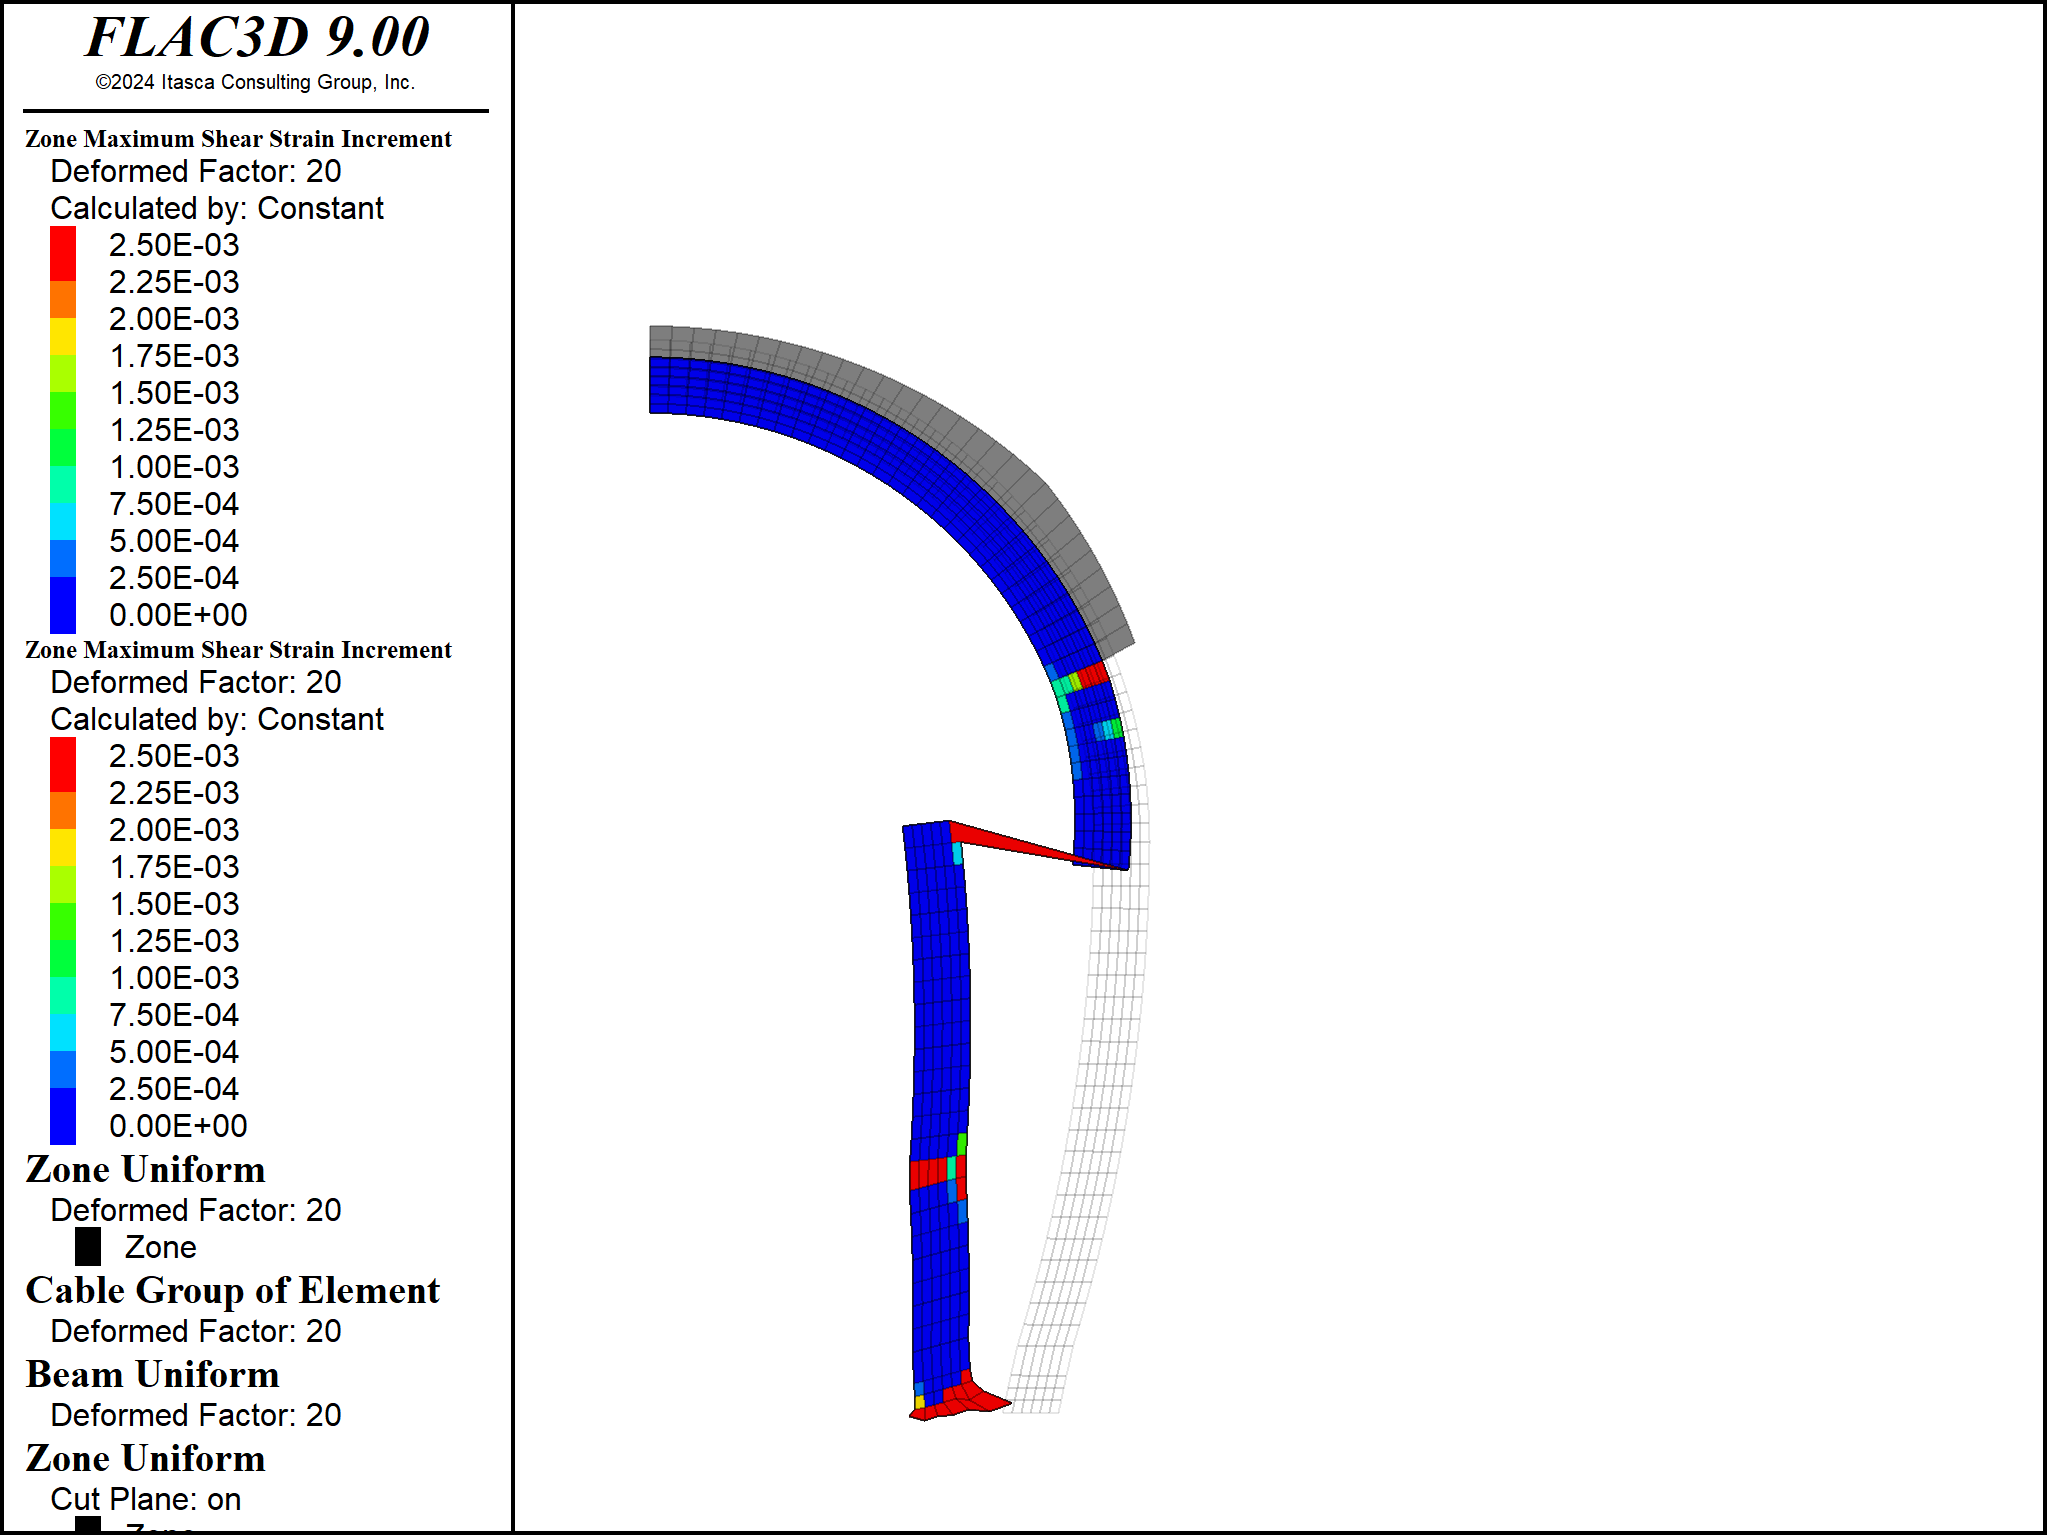 FLAC3D 9.00
©2024 Itasca Consulting Group, Inc.
Zone Maximum Shear Strain Increment
Deformed Factor: 20
Calculated by: Constant
2.50E-03
2.25E-03
2.00E-03
1.75E-03
1.50E-03
1.25E-03
1.00E-03
7.50E-04
5.00E-04
2.50E-04
0.00E+00
Zone Maximum Shear Strain Increment
Deformed Factor: 20
Calculated by: Constant
2.50E-03
2.25E-03
2.00E-03
1.75E-03
1.50E-03
1.25E-03
1.00E-03
7.50E-04
5.00E-04
2.50E-04
0.00E+00
Zone Uniform
Deformed Factor: 20
Zone
Cable Group of Element
Deformed Factor: 20
Beam Uniform
Deformed Factor: 20
Zone Uniform
Cut Plane: on